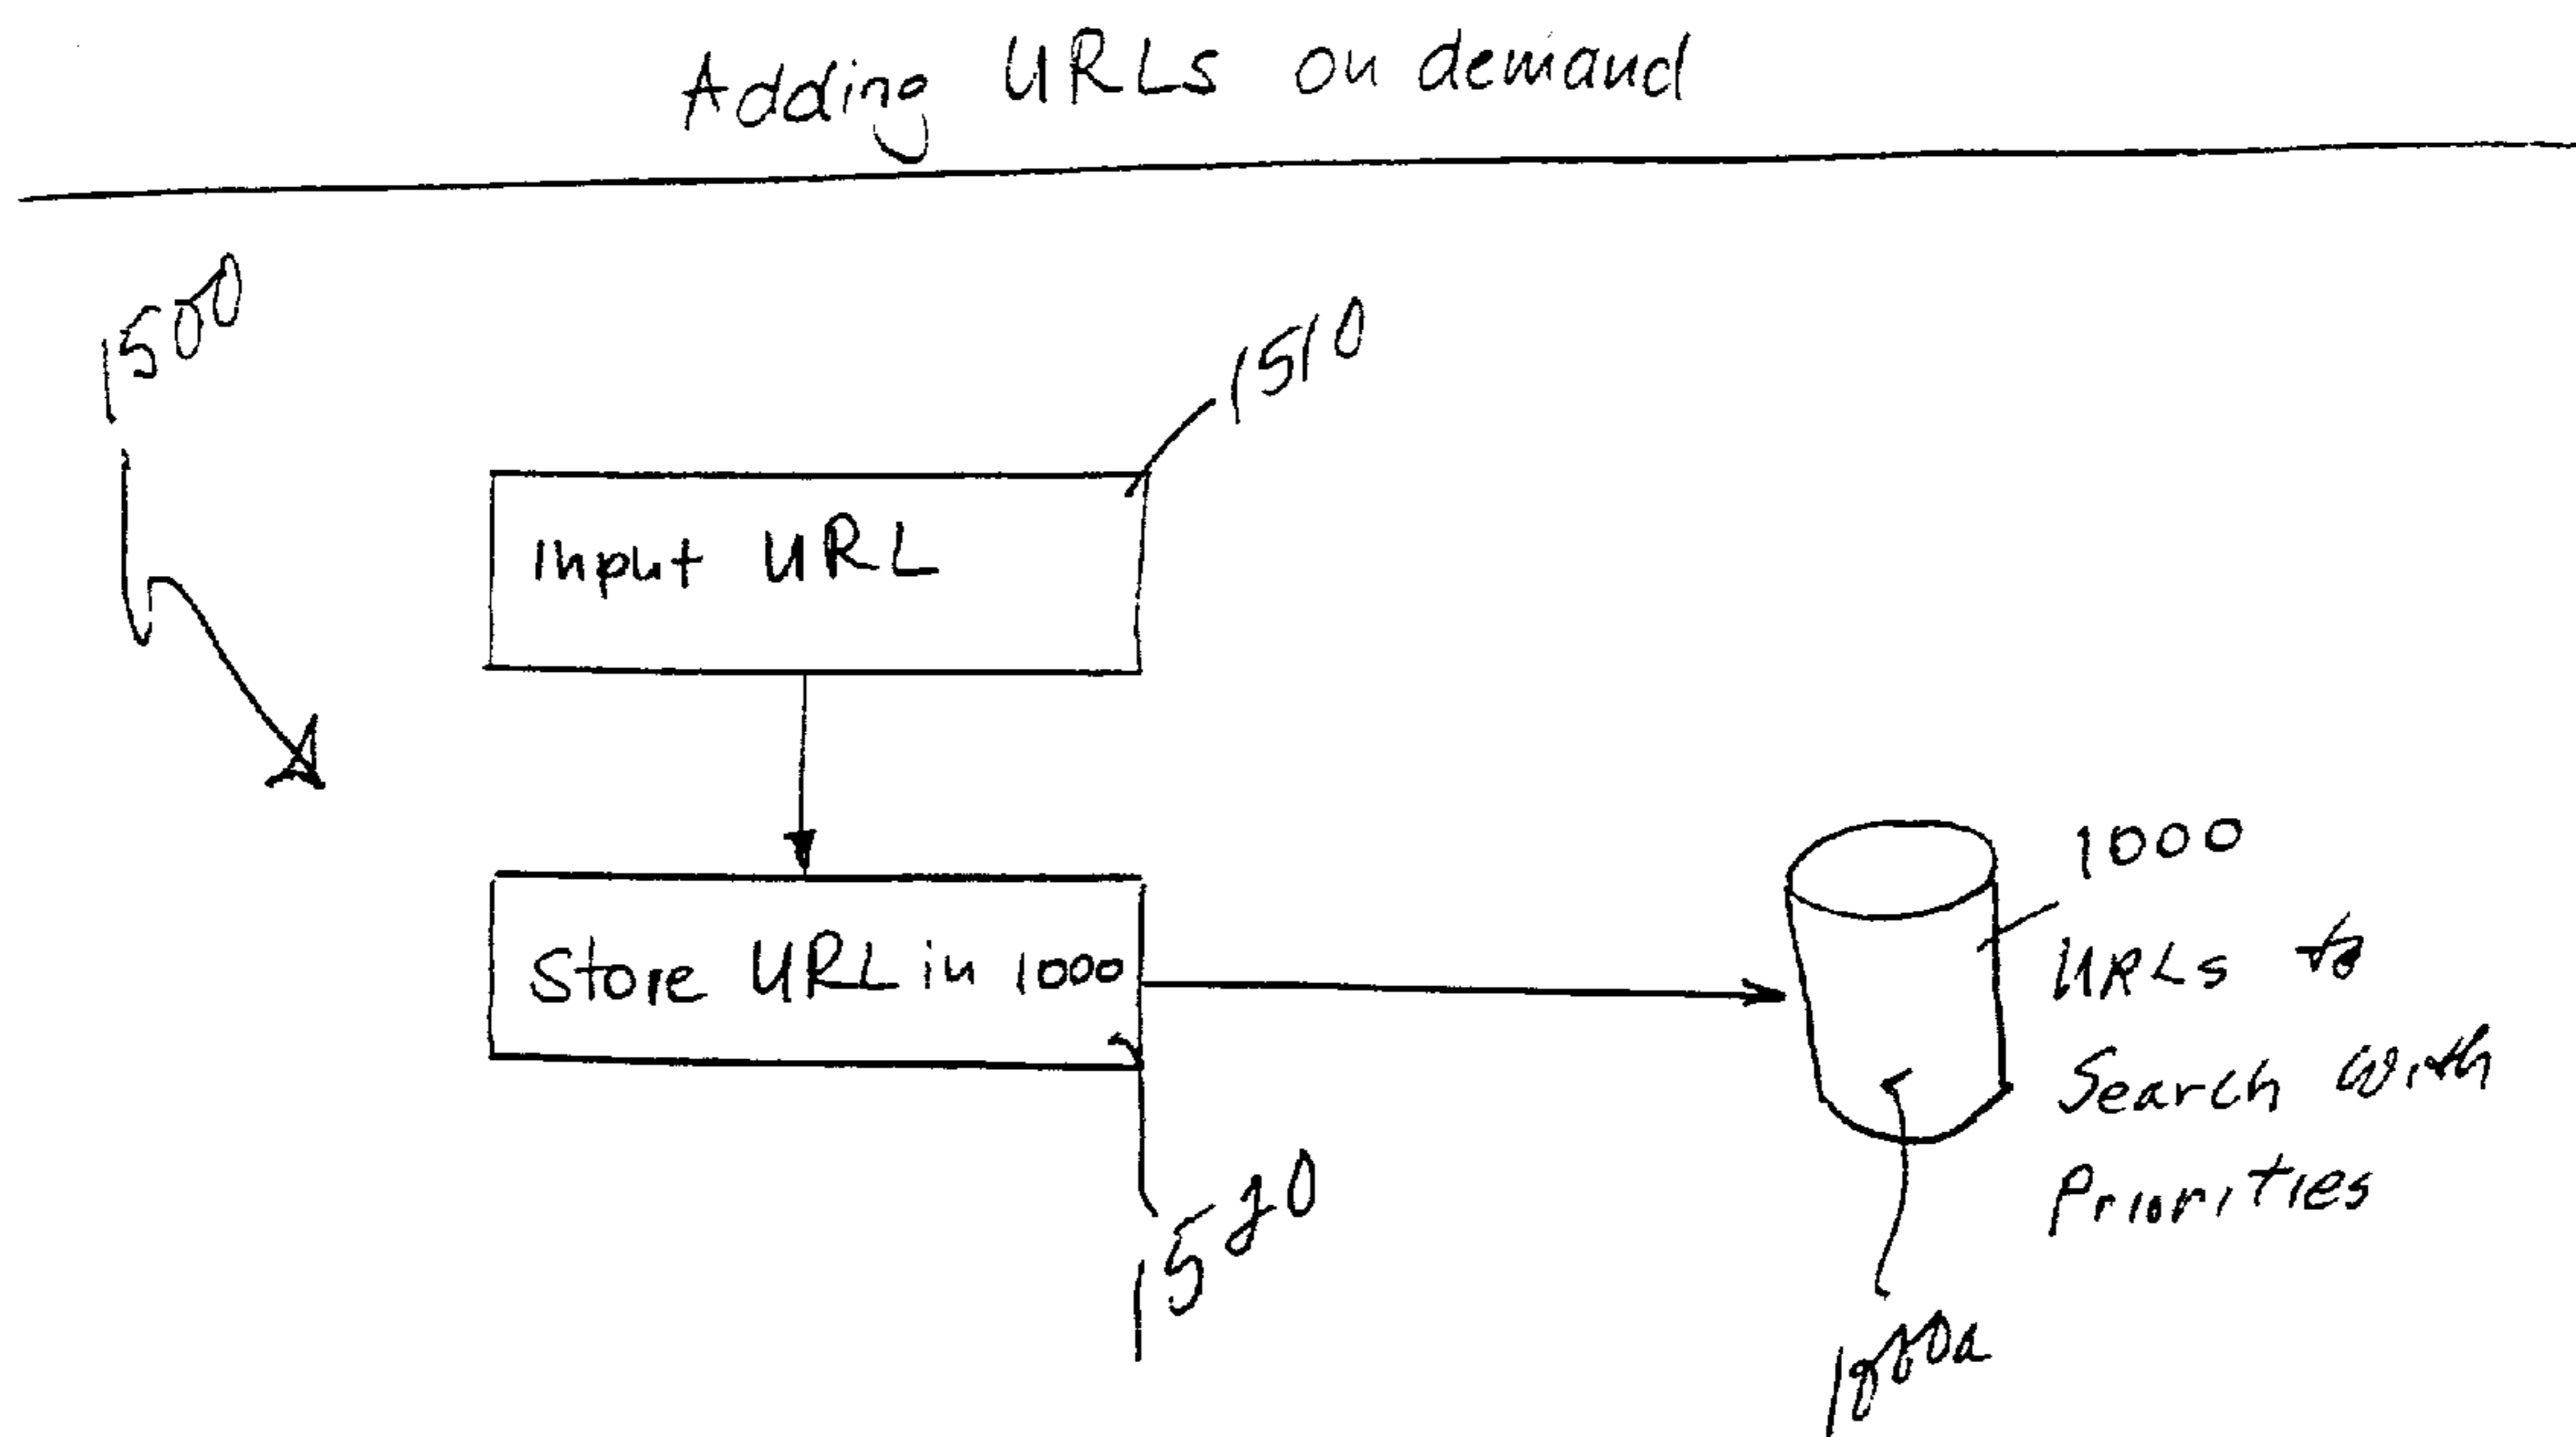 Adding URLs on demand
1500
1510
Input URL
Store URL in 1000
1000
URLs to
Search with
Priorities
1520